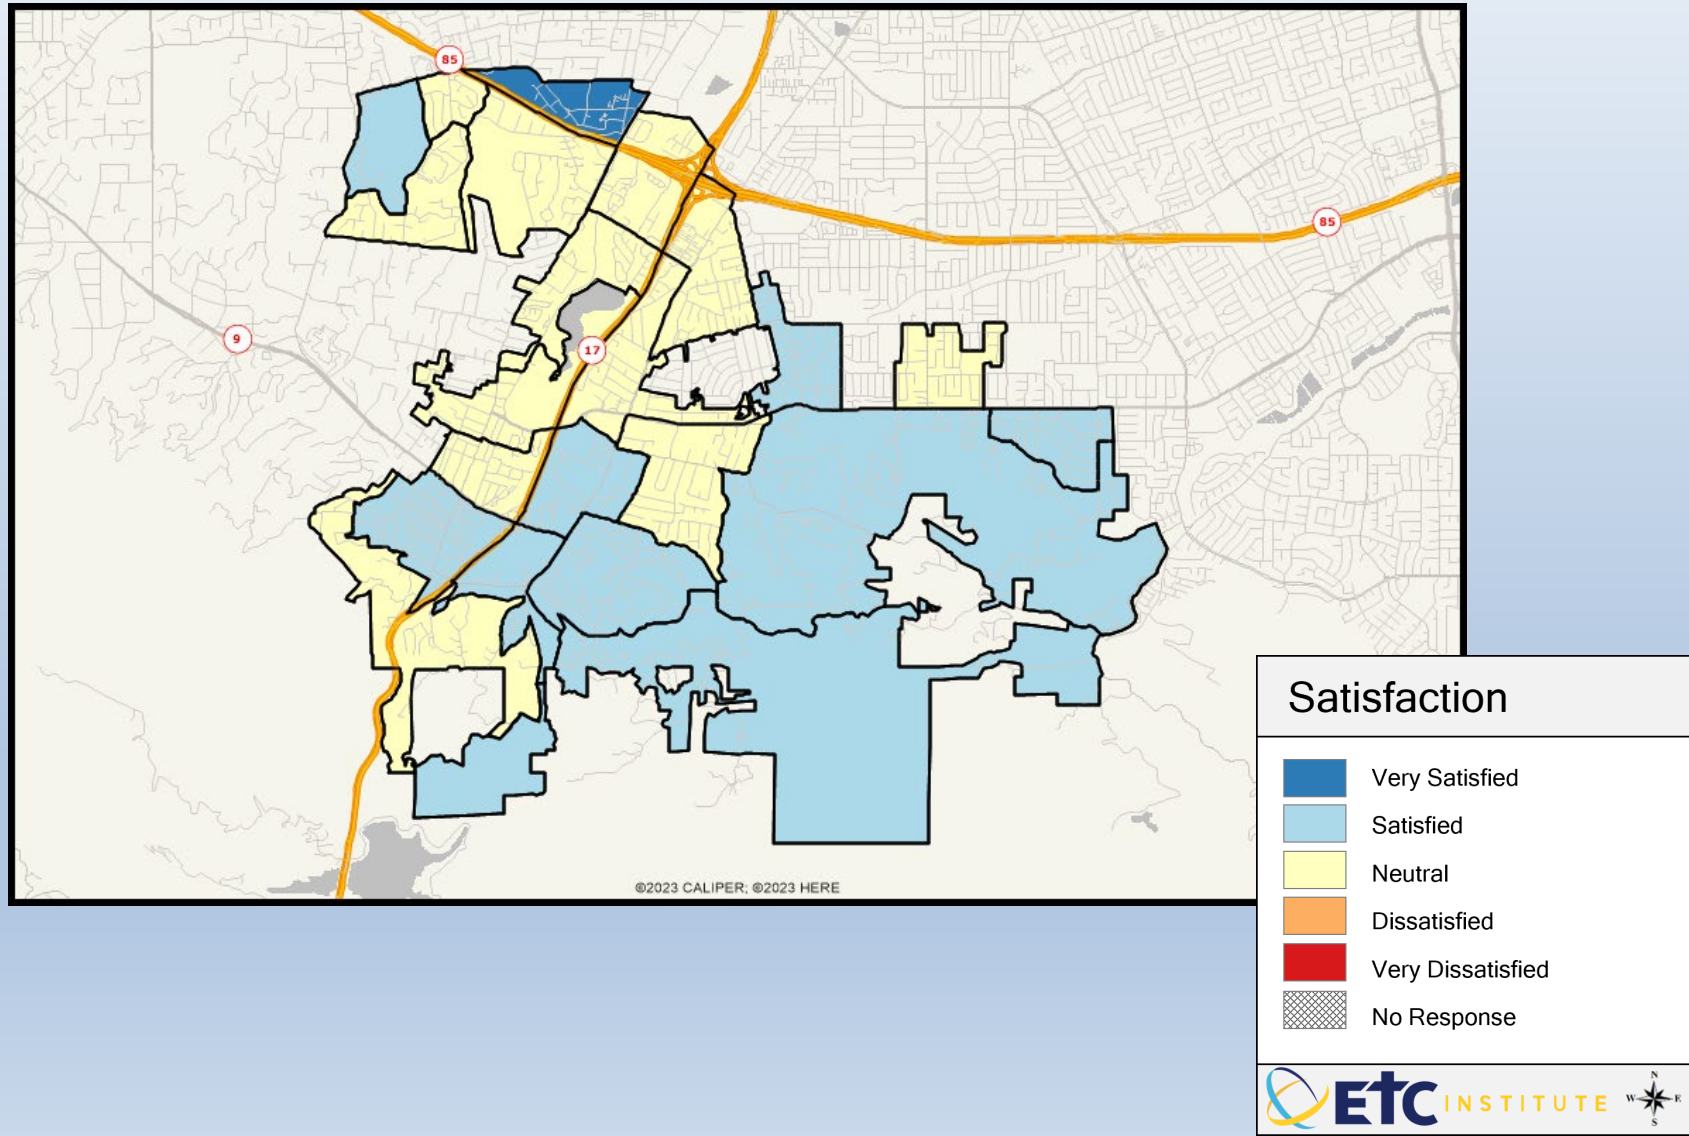 85
85
9
17
©2023 CALIPER; ©2023 HERE
Satisfaction
Very Satisfied
Satisfied
Neutral
Dissatisfied
Very Dissatisfied
No Response
ETC INSTITUTE
N
W E
S